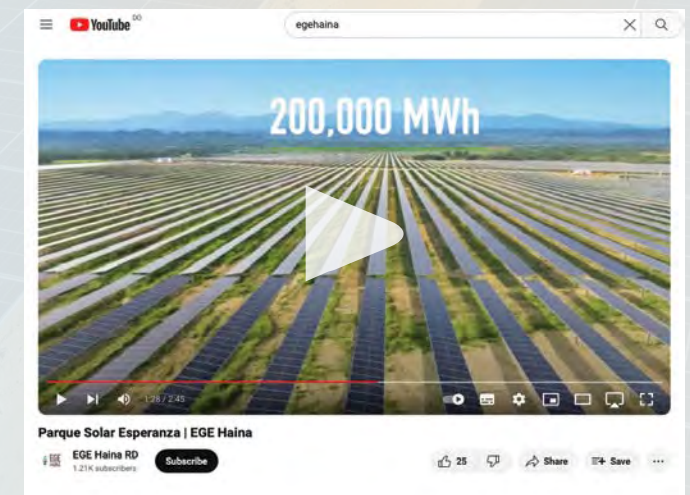 YouTube DO
egehaina
200,000 MWh
1:28 / 2:45
Parque Solar Esperanza | EGE Haina
EGE Haina RD
1.21K subscribers
Subscribe
25
Share
Save